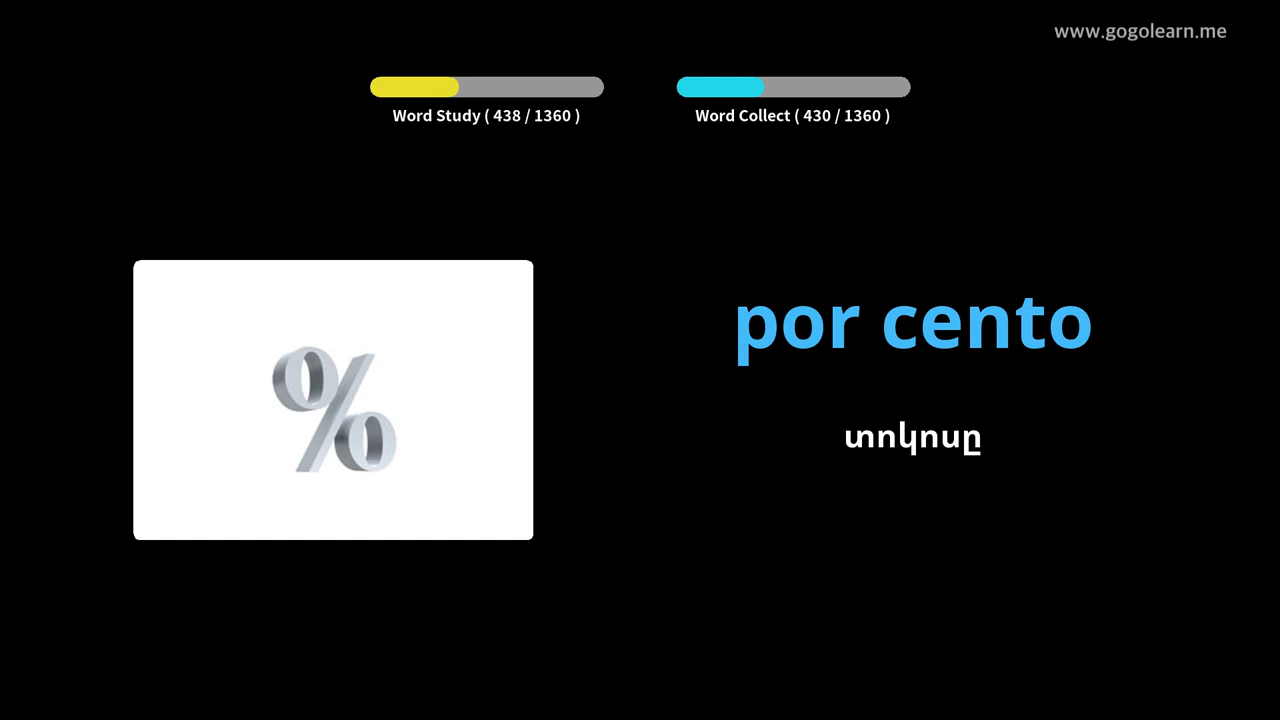 www.gogolearn.me
Word Study ( 438 / 1360 )
Word Collect ( 430 / 1360 )
%
por cento
տոկոսը